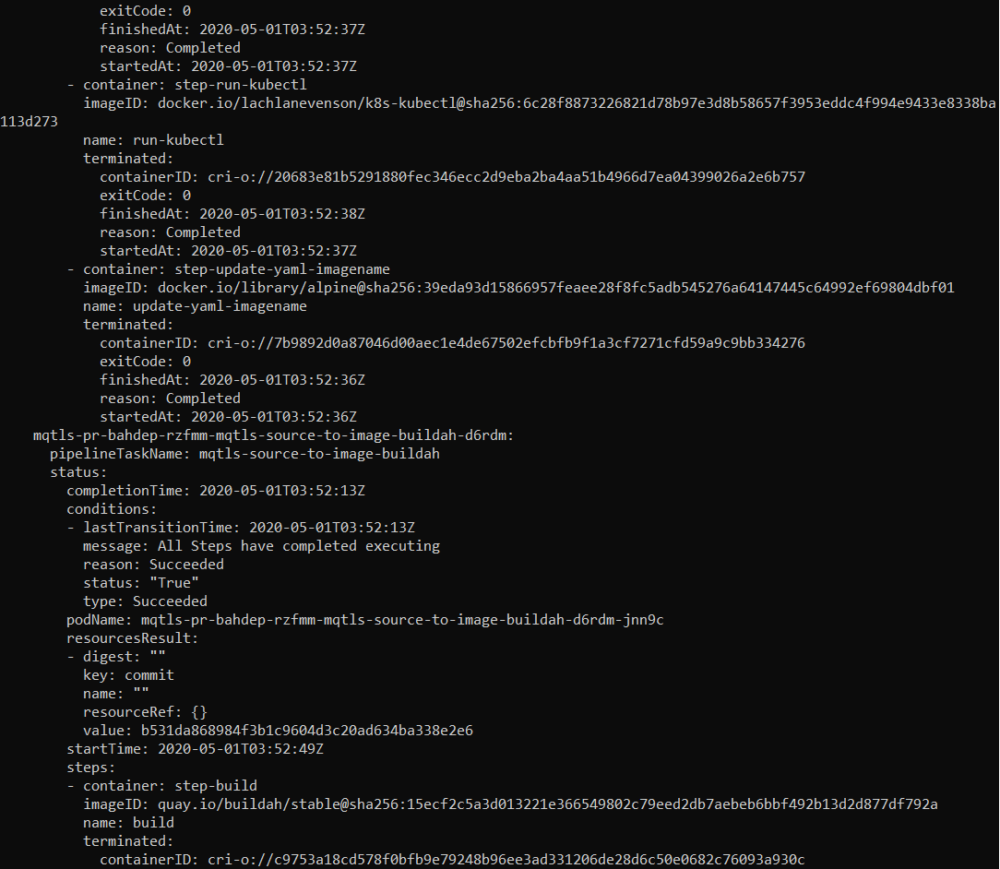 exitCode: 0
finishedAt: 2020-05-01T03:52:37Z
reason: Completed
startedAt: 2020-05-01T03:52:37Z
- container: step-run-kubectl
imageID: docker.io/lachlanevenson/k8s-kubectl@sha256:6c28f8873226821d78b97e3d8b58657f3953eddc4f994e9433e8338ba
113d273
name: run-kubectl
terminated:
containerID: cri-o://20683e81b5291880fec346ecc2d9eba2ba4aa51b4966d7ea04399026a2e6b757
exitCode: 0
finishedAt: 2020-05-01T03:52:38Z
reason: Completed
startedAt: 2020-05-01T03:52:37Z
- container: step-update-yaml-imagename
imageID: docker.io/library/alpine@sha256:39eda93d15866957feaee28f8fc5adb545276a64147445c64992ef69804dbf01
name: update-yaml-imagename
terminated:
containerID: cri-o://7b9892d0a87046d00aec1e4de67502efcbfb9f1a3cf7271cfd59a9c9bb334276
exitCode: 0
finishedAt: 2020-05-01T03:52:36Z
reason: Completed
startedAt: 2020-05-01T03:52:36Z
mqtls-pr-bahdep-rzfmm-mqtls-source-to-image-buildah-d6rdm:
pipelineTaskName: mqtls-source-to-image-buildah
status:
completionTime: 2020-05-01T03:52:13Z
conditions:
- lastTransitionTime: 2020-05-01T03:52:13Z
message: All Steps have completed executing
reason: Succeeded
status: "True"
type: Succeeded
podName: mqtls-pr-bahdep-rzfmm-mqtls-source-to-image-buildah-d6rdm-jnn9c
resourcesResult:
- digest: ""
key: commit
name: ""
resourceRef: {}
value: b531da868984f3b1c9604d3c20ad634ba338e2e6
startTime: 2020-05-01T03:52:49Z
steps:
- container: step-build
imageID: quay.io/buildah/stable@sha256:15ecf2c5a3d013221e366549802c79eed2db7aebeb6bbf492b13d2d877df792a
name: build
terminated:
containerID: cri-o://c9753a18cd578f0bfb9e79248b96ee3ad331206de28d6c50e0682c76093a930c